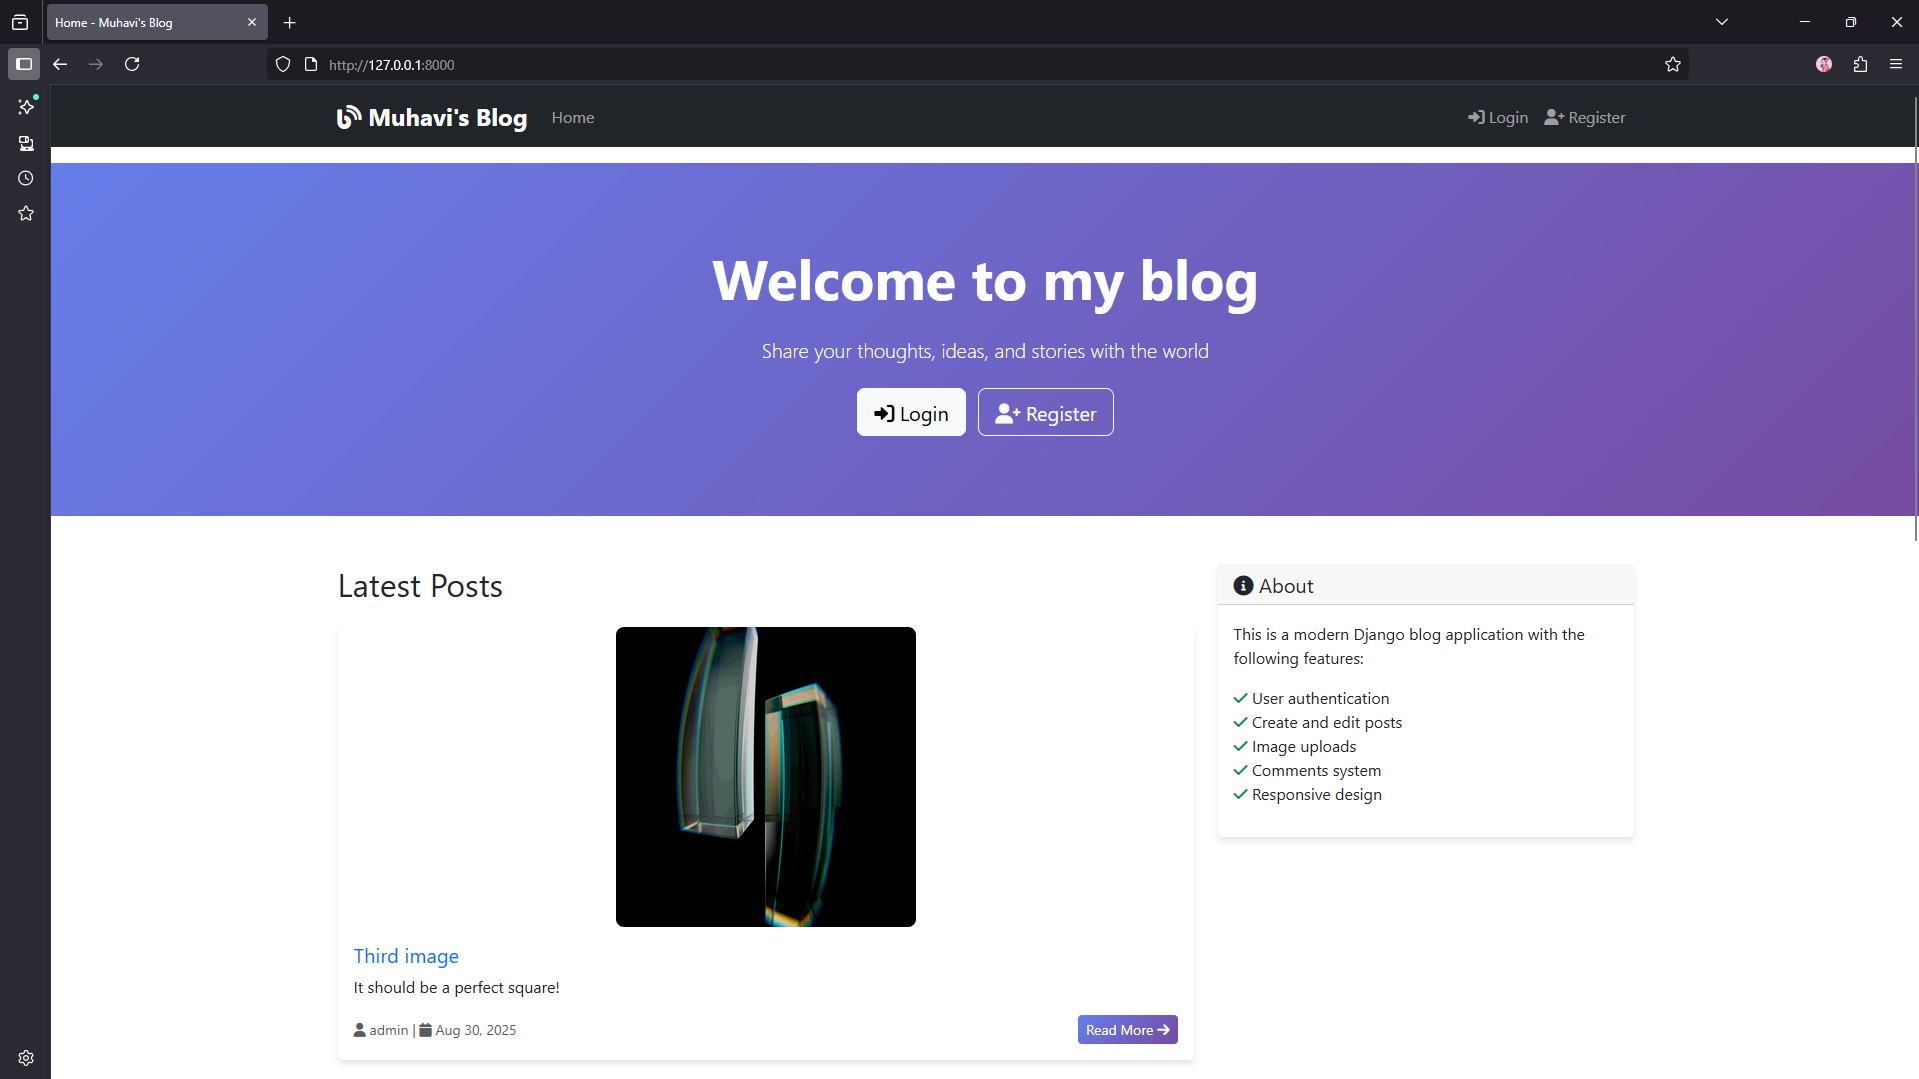 Home - Muhavi's Blog
http://127.0.0.1:8000
Muhavi's Blog
Home
Login
Register
Welcome to my blog
Share your thoughts, ideas, and stories with the world
Login
Register
Latest Posts
Third image
It should be a perfect square!
admin | Aug 30, 2025
Read More
About
This is a modern Django blog application with the
following features:
User authentication
Create and edit posts
Image uploads
Comments system
Responsive design